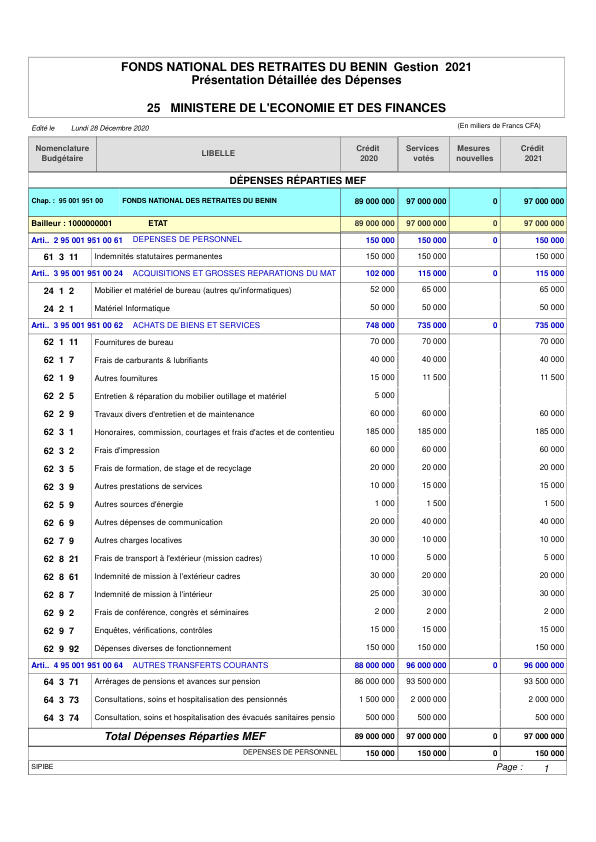 FONDS NATIONAL DES RETRAITES DU BENIN Gestion 2021
Présentation Détaillée des Dépenses
25 MINISTERE DE L'ECONOMIE ET DES FINANCES
Edité le Lundi 28 Décembre 2020 (En miliers de Francs CFA)
Nomenclature Budgétaire LIBELLE Crédit 2020 Services votés Mesures nouvelles Crédit 2021
DÉPENSES RÉPARTIES MEF
Chap. : 95 001 951 00 FONDS NATIONAL DES RETRAITES DU BENIN 89 000 000 97 000 000 0 97 000 000
Bailleur : 1000000001 ETAT 89 000 000 97 000 000 0 97 000 000
Arti.. 2 95 001 951 00 61 DEPENSES DE PERSONNEL 150 000 150 000 0 150 000
61 3 11 Indemnités statutaires permanentes 150 000 150 000 150 000
Arti.. 3 95 001 951 00 24 ACQUISITIONS ET GROSSES REPARATIONS DU MAT 102 000 115 000 0 115 000
24 1 2 Mobilier et matériel de bureau (autres qu'informatiques) 52 000 65 000 65 000
24 2 1 Matériel Informatique 50 000 50 000 50 000
Arti.. 3 95 001 951 00 62 ACHATS DE BIENS ET SERVICES 748 000 735 000 0 735 000
62 1 11 Fournitures de bureau 70 000 70 000 70 000
62 1 7 Frais de carburants & lubrifiants 40 000 40 000 40 000
62 1 9 Autres fournitures 15 000 11 500 11 500
62 2 5 Entretien & réparation du mobilier outillage et matériel 5 000
62 2 9 Travaux divers d'entretien et de maintenance 60 000 60 000 60 000
62 3 1 Honoraires, commission, courtages et frais d'actes et de contentieu 185 000 185 000 185 000
62 3 2 Frais d'impression 60 000 60 000 60 000
62 3 5 Frais de formation, de stage et de recyclage 20 000 20 000 20 000
62 3 9 Autres prestations de services 10 000 15 000 15 000
62 5 9 Autres sources d'énergie 1 000 1 500 1 500
62 6 9 Autres dépenses de communication 20 000 40 000 40 000
62 7 9 Autres charges locatives 30 000 10 000 10 000
62 8 21 Frais de transport à l'extérieur (mission cadres) 10 000 5 000 5 000
62 8 61 Indemnité de mission à l'extérieur cadres 30 000 20 000 20 000
62 8 7 Indemnité de mission à l'intérieur 25 000 30 000 30 000
62 9 2 Frais de conférence, congrès et séminaires 2 000 2 000 2 000
62 9 7 Enquêtes, vérifications, contrôles 15 000 15 000 15 000
62 9 92 Dépenses diverses de fonctionnement 150 000 150 000 150 000
Arti.. 4 95 001 951 00 64 AUTRES TRANSFERTS COURANTS 88 000 000 96 000 000 0 96 000 000
64 3 71 Arrérages de pensions et avances sur pension 86 000 000 93 500 000 93 500 000
64 3 73 Consultations, soins et hospitalisation des pensionnés 1 500 000 2 000 000 2 000 000
64 3 74 Consultation, soins et hospitalisation des évacués sanitaires pensio 500 000 500 000 500 000
Total Dépenses Réparties MEF 89 000 000 97 000 000 0 97 000 000
DEPENSES DE PERSONNEL 150 000 150 000 0 150 000
SIPIBE Page : 1